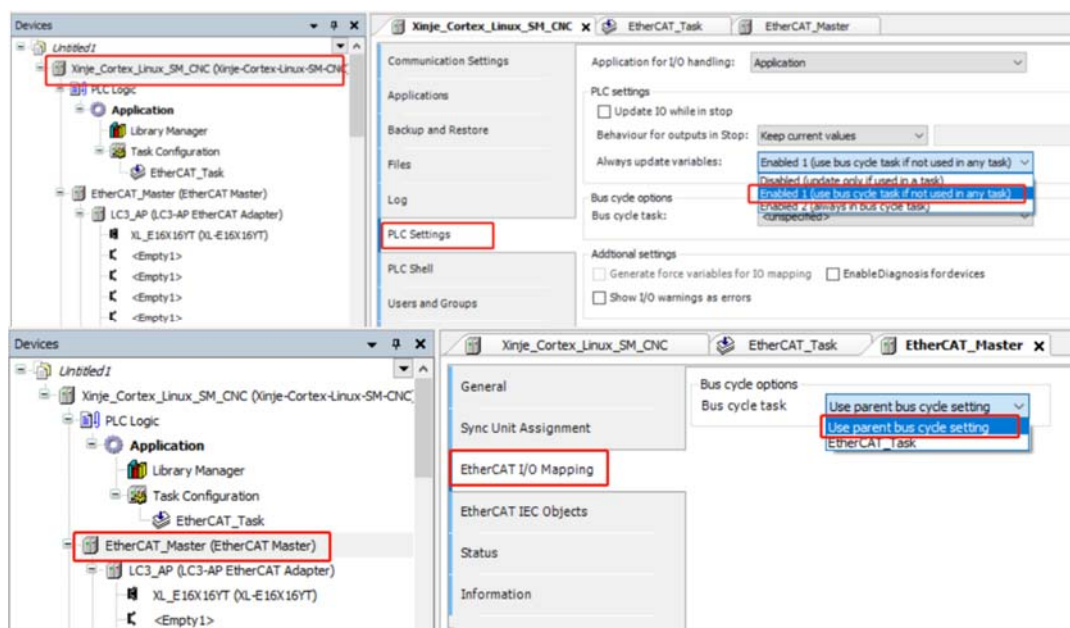 Devices
Untitled1
Xinje_Cortex_Linux_SM_CNC (Xinje-Cortex-Linux-SM-CNC
PLC Logic
Application
Library Manager
Task Configuration
EtherCAT_Task
EtherCAT_Master (EtherCAT Master)
LC3_AP (LC3-AP EtherCAT Adapter)
XL_E16X16YT (XL-E16X16YT)
<Empty1>
<Empty1>
<Empty1>
<Empty1>
Xinje_Cortex_Linux_SM_CNC
EtherCAT_Task
EtherCAT_Master
Communication Settings
Applications
Backup and Restore
Files
Log
PLC Settings
PLC Shell
Users and Groups
Application for I/O handling: Application
PLC settings
Update IO while in stop
Behaviour for outputs in Stop: Keep current values
Always update variables: Enabled 1 (use bus cycle task if not used in any task)
Disabled (update only if used in a task)
Enabled 1 (use bus cycle task if not used in any task)
Enabled 2 (always in bus cycle task)
Bus cycle options
Bus cycle task: <unspecified>
Addtional settings
Generate force variables for IO mapping EnableDiagnosis fordevices
Show I/O warnings as errors
Devices
Untitled1
Xinje_Cortex_Linux_SM_CNC (Xinje-Cortex-Linux-SM-CNC
PLC Logic
Application
Library Manager
Task Configuration
EtherCAT_Task
EtherCAT_Master (EtherCAT Master)
LC3_AP (LC3-AP EtherCAT Adapter)
XL_E16X16YT (XL-E16X16YT)
<Empty1>
Xinje_Cortex_Linux_SM_CNC
EtherCAT_Task
EtherCAT_Master
General
Sync Unit Assignment
EtherCAT I/O Mapping
EtherCAT IEC Objects
Status
Information
Bus cycle options
Bus cycle task Use parent bus cycle setting
Use parent bus cycle setting
EtherCAT_Task